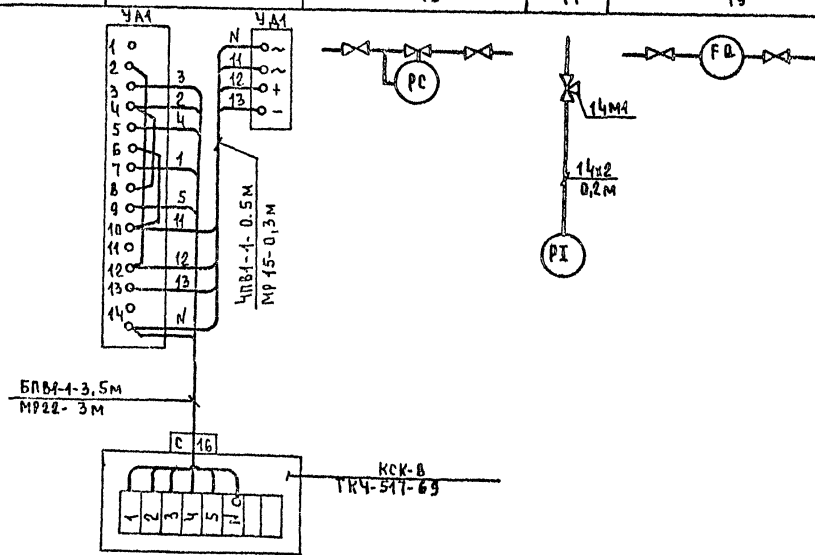 УА1
УД1
1
2
3
4
5
6
7
8
9
10
11
12
13
14
3
2
4
1
5
11
12
13
N
N
11
12
13
~
~
+
-
4ПВ1-1-0.5м
МР15-0,3м
PC
14М1
14х2
0,2м
PI
FQ
БПВ1-1-3,5м
МР22-3м
С 16
1
2
3
4
5
КСК-8
ТК4-517-69